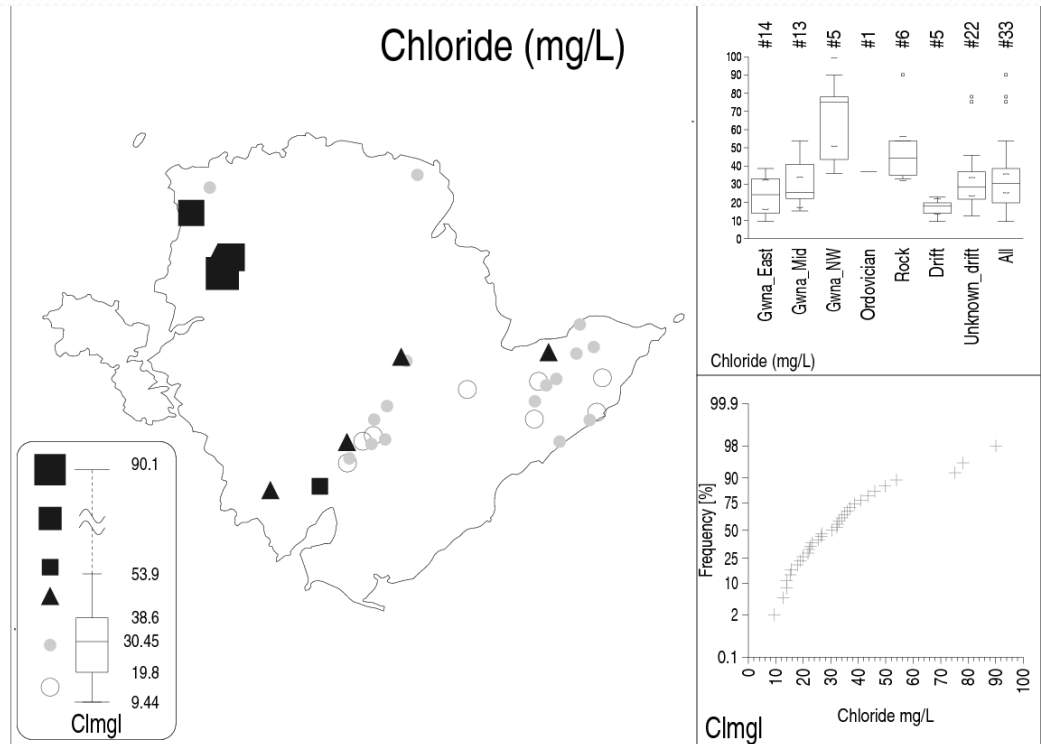 Chloride (mg/L)
90.1
53.9
38.6
30.45
19.8
9.44
Clmgl
#14 #13 #5 #1 #6 #5 #22 #33
100
90
80
70
60
50
40
30
20
10
0
Gwna_East Gwna_Mid Gwna_NW Ordovician Rock Drift Unknown_drift All
Chloride (mg/L)
99.9
98
90
75
50
25
10
2
0.1
Frequency [%]
0 10 20 30 40 50 60 70 80 90 100
Chloride mg/L
Clmgl